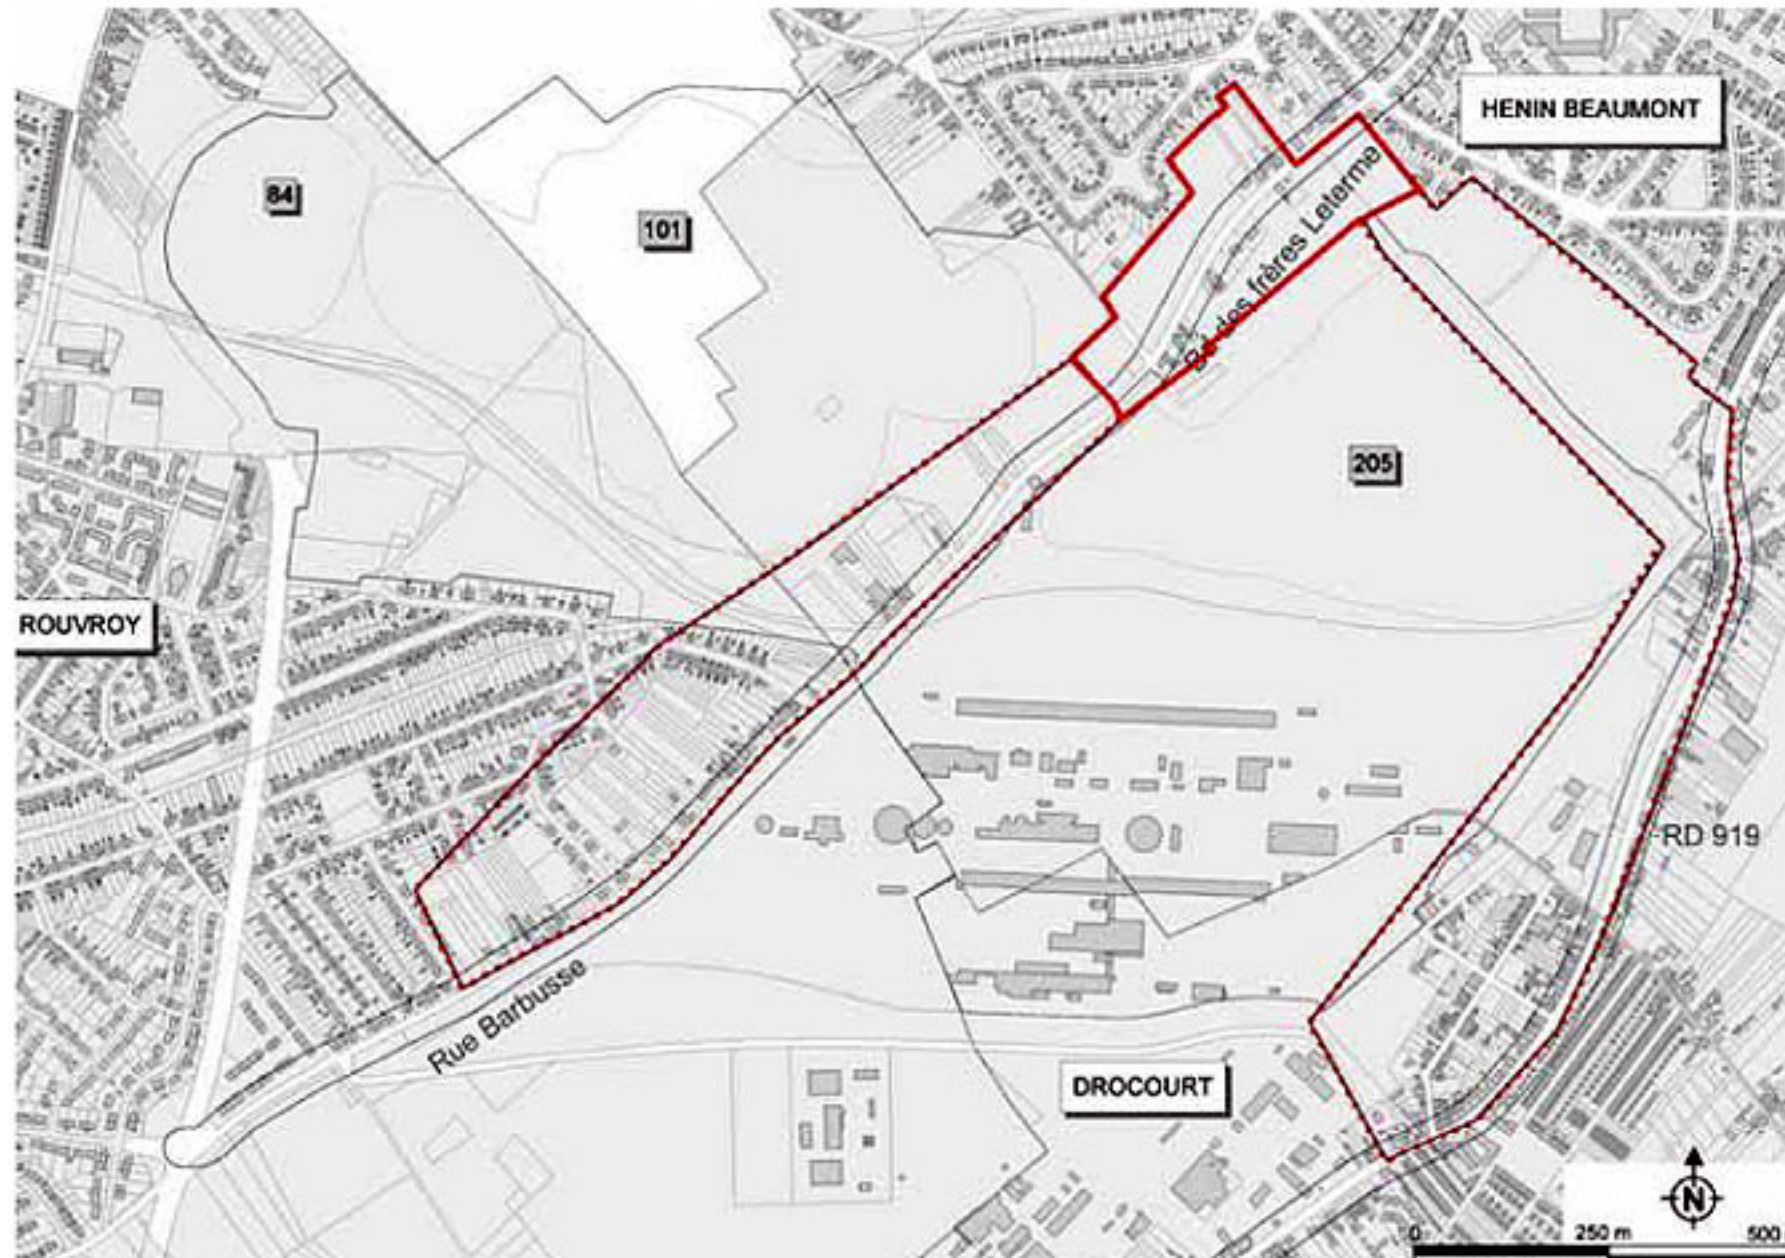 HENIN BEAUMONT
84
101
Bd des frères Leterme
205
ROUVROY
RD 919
Rue Barbusse
DROCOURT
N
0 250 m 500